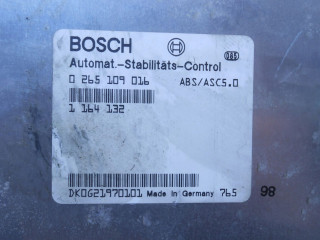 BOSCH
Automat.-Stabilitäts-Control
0 265 109 016 ABS/ASC5.0
1 164 132
DK0621970101 Made in Germany 765 98